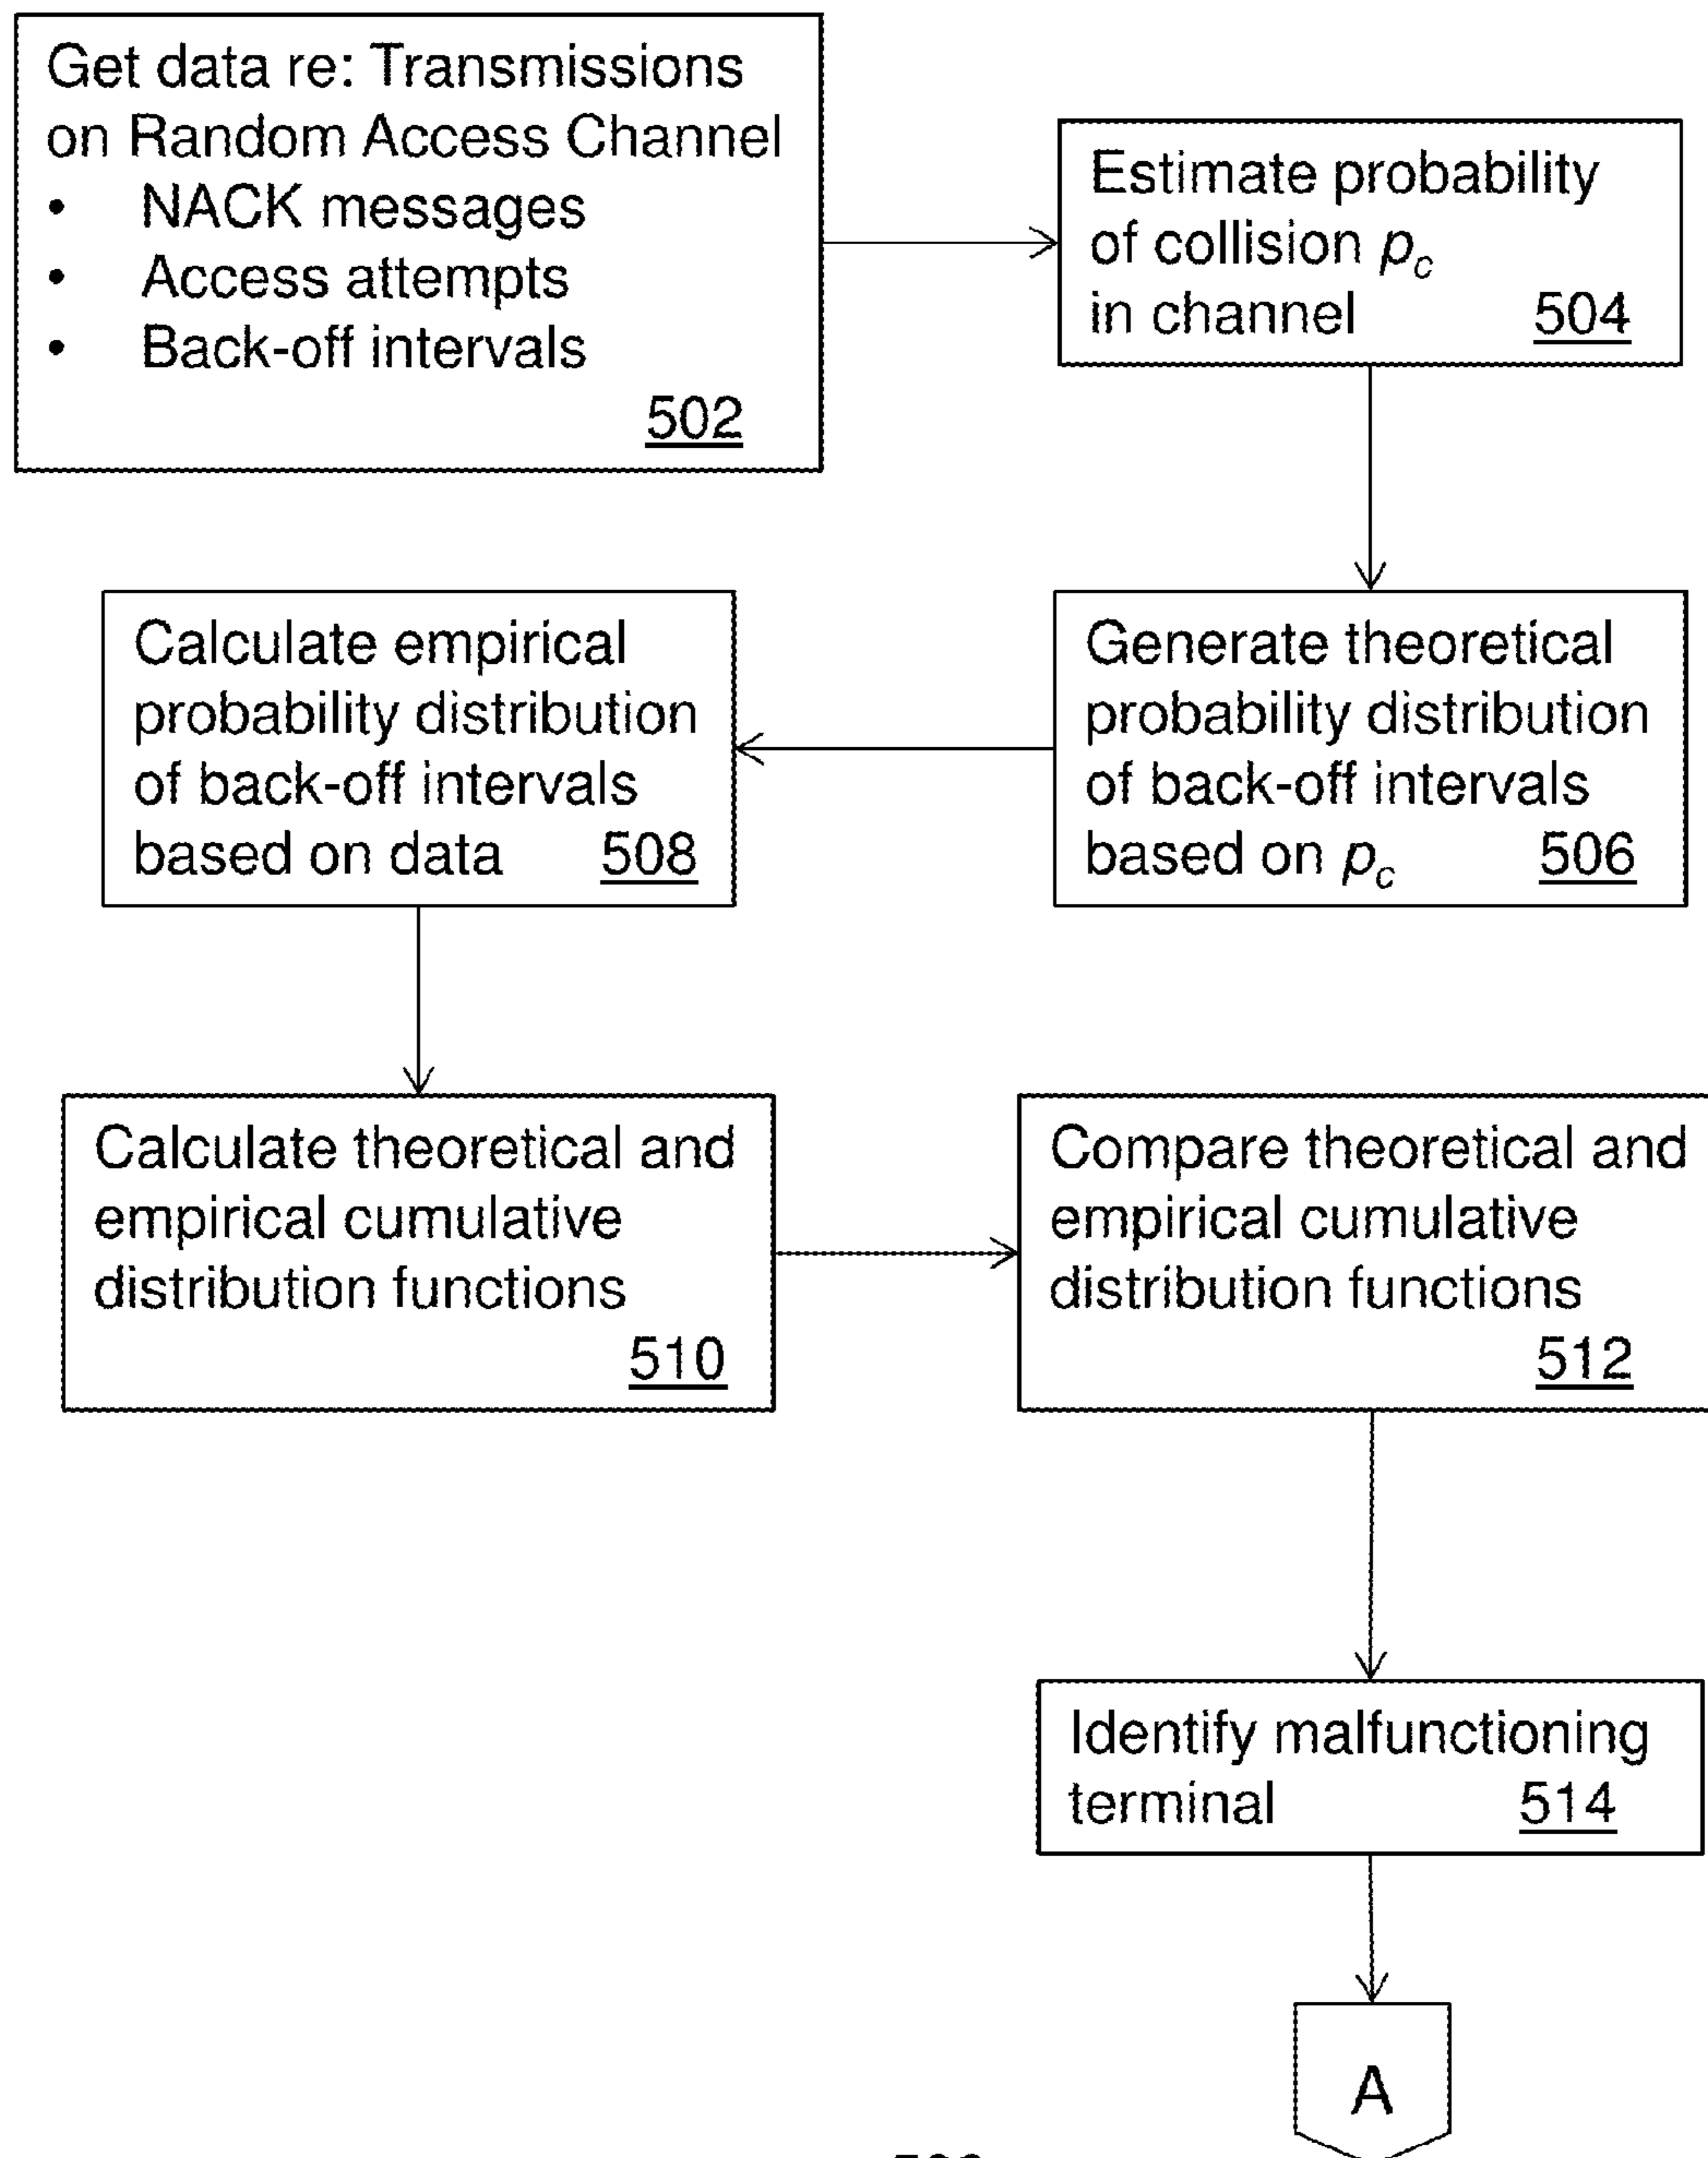 Get data re: Transmissions
on Random Access Channel
• NACK messages
• Access attempts
• Back-off intervals
502
Estimate probability
of collision pc
in channel 504
Generate theoretical
probability distribution
of back-off intervals
based on pc 506
Calculate empirical
probability distribution
of back-off intervals
based on data 508
Calculate theoretical and
empirical cumulative
distribution functions
510
Compare theoretical and
empirical cumulative
distribution functions
512
Identify malfunctioning
terminal 514
A